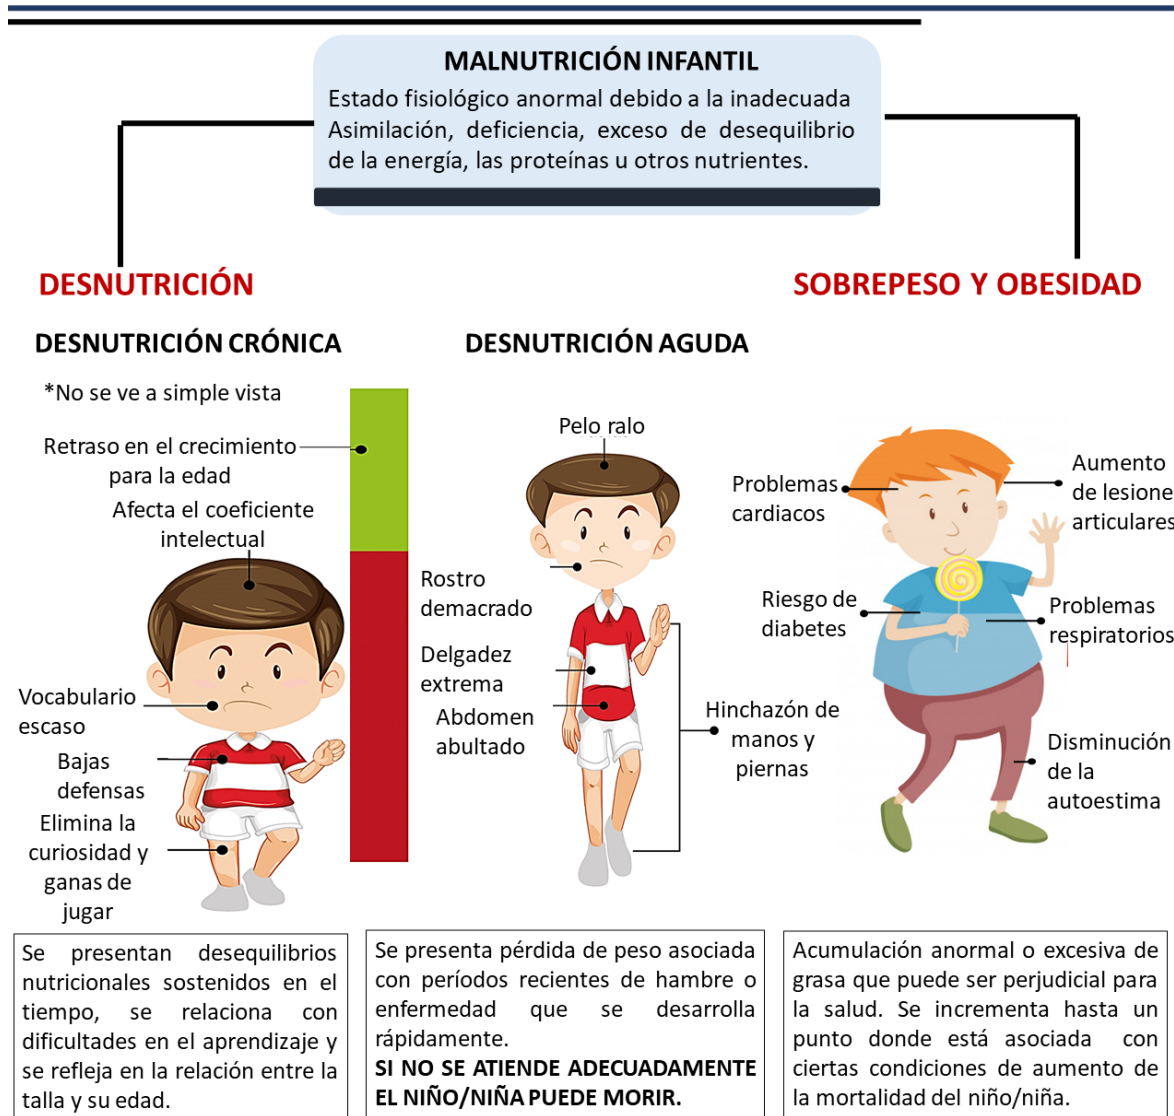 MALNUTRICIÓN INFANTIL
Estado fisiológico anormal debido a la inadecuada
Asimilación, deficiencia, exceso de desequilibrio
de la energía, las proteínas u otros nutrientes.
DESNUTRICIÓN
SOBREPESO Y OBESIDAD
DESNUTRICIÓN CRÓNICA
*No se ve a simple vista
Retraso en el crecimiento
para la edad
Afecta el coeficiente
intelectual
Vocabulario
escaso
Bajas
defensas
Elimina la
curiosidad y
ganas de
jugar
Se presentan desequilibrios
nutricionales sostenidos en el
tiempo, se relaciona con
dificultades en el aprendizaje y
se refleja en la relación entre la
talla y su edad.
DESNUTRICIÓN AGUDA
Pelo ralo
Rostro
demacrado
Delgadez
extrema
Abdomen
abultado
Hinchazón de
manos y
piernas
Se presenta pérdida de peso asociada
con períodos recientes de hambre o
enfermedad que se desarrolla
rápidamente.
SI NO SE ATIENDE ADECUADAMENTE
EL NIÑO/NIÑA PUEDE MORIR.
Problemas
cardiacos
Aumento
de lesione
articulares
Riesgo de
diabetes
Problemas
respiratorios
Disminución
de la
autoestima
Acumulación anormal o excesiva de
grasa que puede ser perjudicial para
la salud. Se incrementa hasta un
punto donde está asociada con
ciertas condiciones de aumento de
la mortalidad del niño/niña.